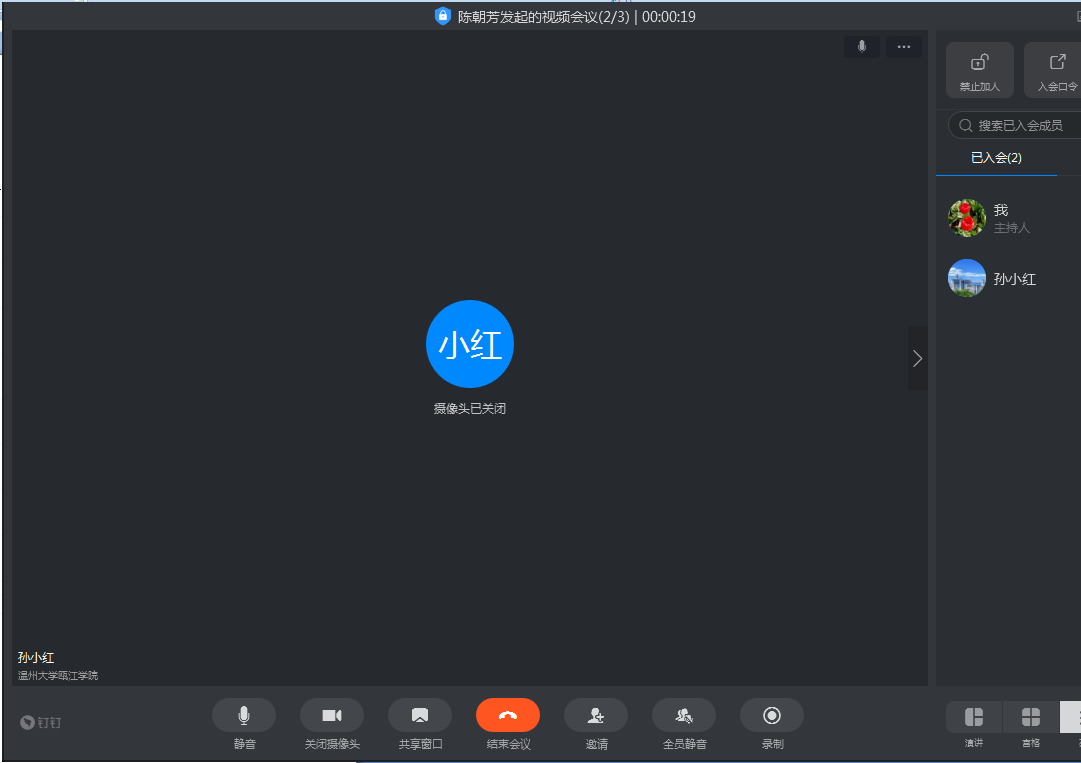 陈朝芳发起的视频会议(2/3) | 00:00:19
禁止加入
入会口令
搜索已入会成员
已入会(2)
我
主持人
孙小红
小红
摄像头已关闭
孙小红
温州大学瓯江学院
钉钉
静音
关闭摄像头
共享窗口
结束会议
邀请
全员静音
录制
演讲
宫格